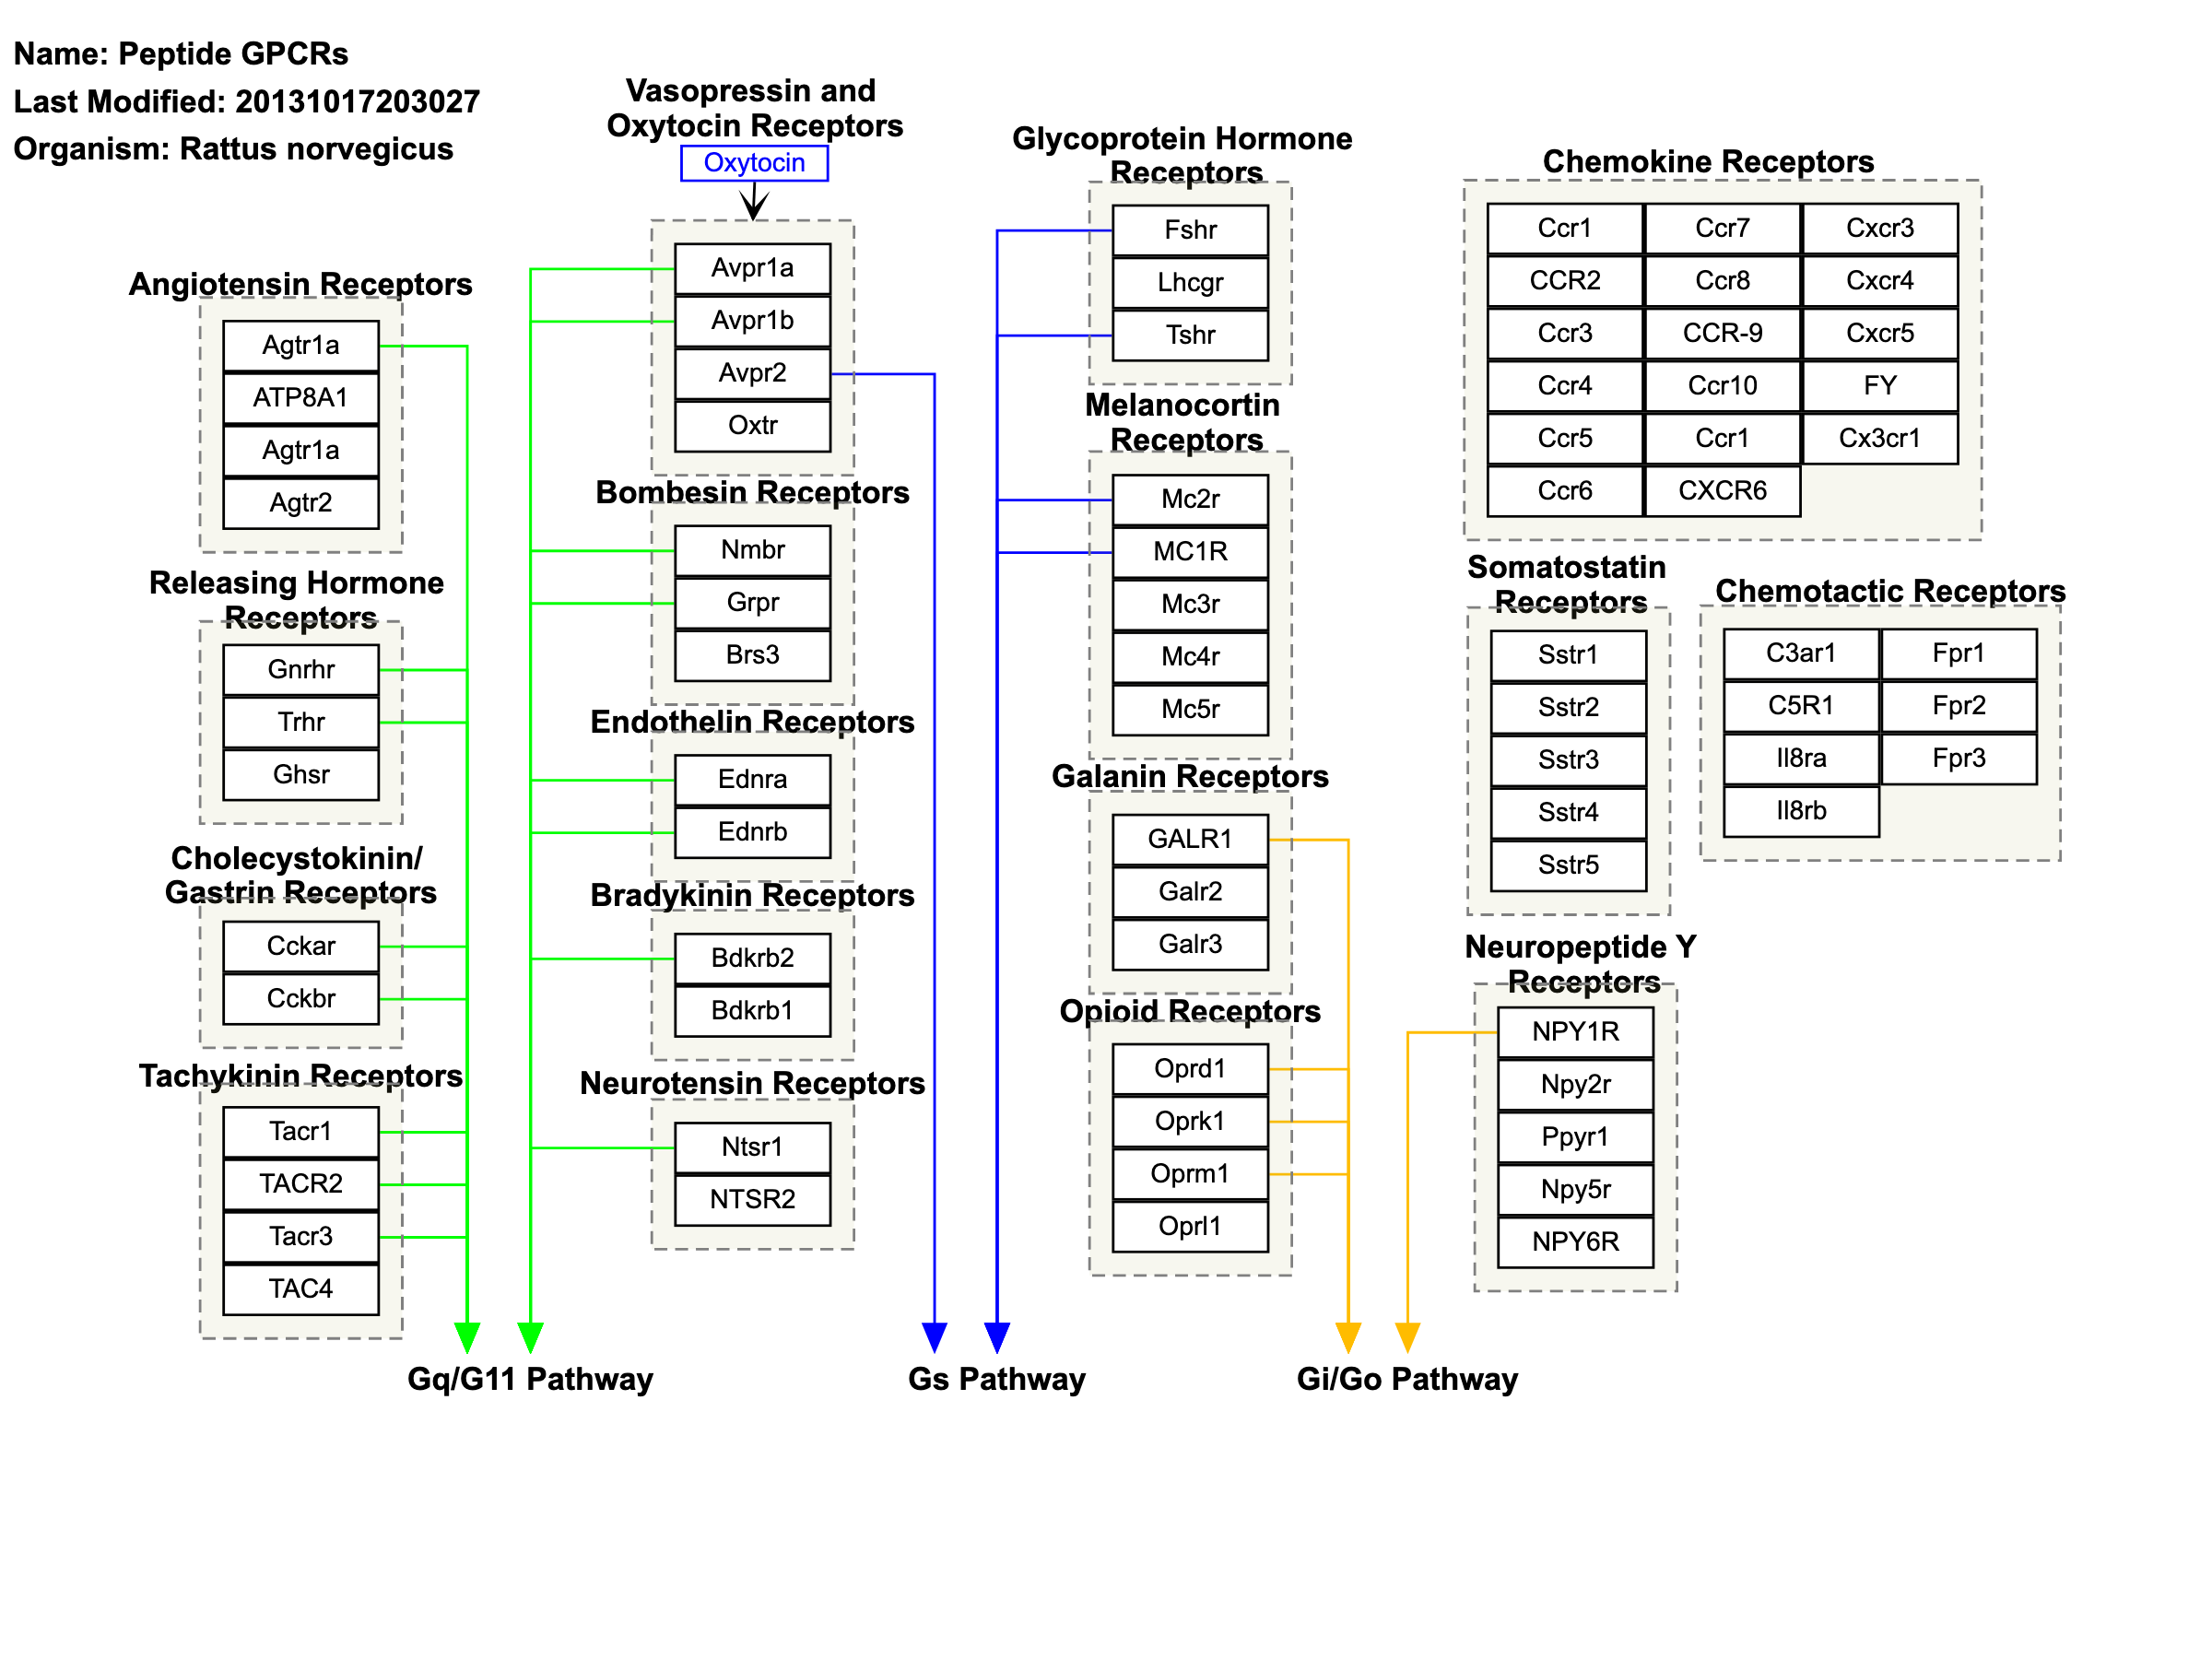 Name: Peptide GPCRs
Last Modified: 20131017203027
Organism: Rattus norvegicus
Angiotensin Receptors
Agtr1a
ATP8A1
Agtr1a
Agtr2
Releasing Hormone
Receptors
Gnrhr
Trhr
Ghsr
Cholecystokinin/
Gastrin Receptors
Cckar
Cckbr
Tachykinin Receptors
Tacr1
TACR2
Tacr3
TAC4
Vasopressin and
Oxytocin Receptors
Oxytocin
Avpr1a
Avpr1b
Avpr2
Oxtr
Bombesin Receptors
Nmbr
Grpr
Brs3
Endothelin Receptors
Ednra
Ednrb
Bradykinin Receptors
Bdkrb2
Bdkrb1
Neurotensin Receptors
Ntsr1
NTSR2
Glycoprotein Hormone
Receptors
Fshr
Lhcgr
Tshr
Melanocortin
Receptors
Mc2r
MC1R
Mc3r
Mc4r
Mc5r
Galanin Receptors
GALR1
Galr2
Galr3
Opioid Receptors
Oprd1
Oprk1
Oprm1
Oprl1
Chemokine Receptors
Ccr1 Ccr7 Cxcr3
CCR2 Ccr8 Cxcr4
Ccr3 CCR-9 Cxcr5
Ccr4 Ccr10 FY
Ccr5 Ccr1 Cx3cr1
Ccr6 CXCR6
Somatostatin
Receptors
Sstr1
Sstr2
Sstr3
Sstr4
Sstr5
Chemotactic Receptors
C3ar1 Fpr1
C5R1 Fpr2
Il8ra Fpr3
Il8rb
Neuropeptide Y
Receptors
NPY1R
Npy2r
Ppyr1
Npy5r
NPY6R
Gq/G11 Pathway
Gs Pathway
Gi/Go Pathway